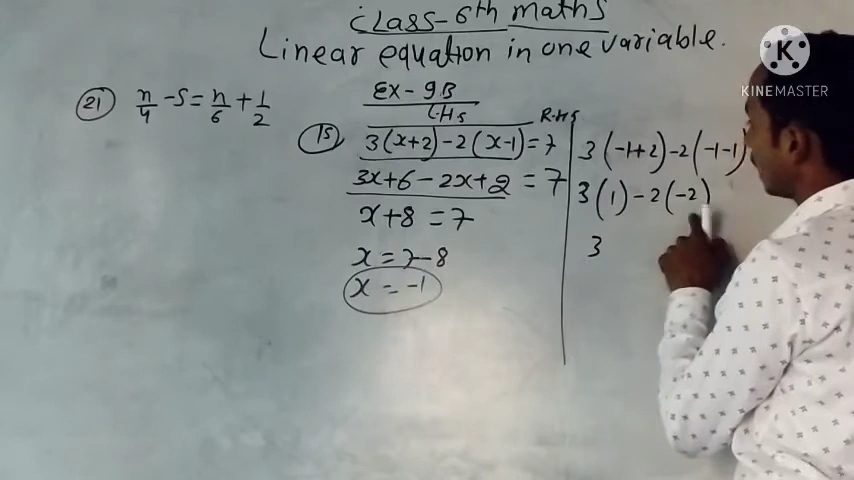 CLASS-6th maths
Linear equation in one variable.
K
KINEMASTER
EX-9B
(21) n/4 - 5 = n/6 + 1/2
L.H.S
R.H.S
(15) 3(x+2)-2(x-1)=7
3x+6-2x+2=7
x+8=7
x=7-8
x=-1
3(-1+2)-2(-1-1)
3(1)-2(-2)
3